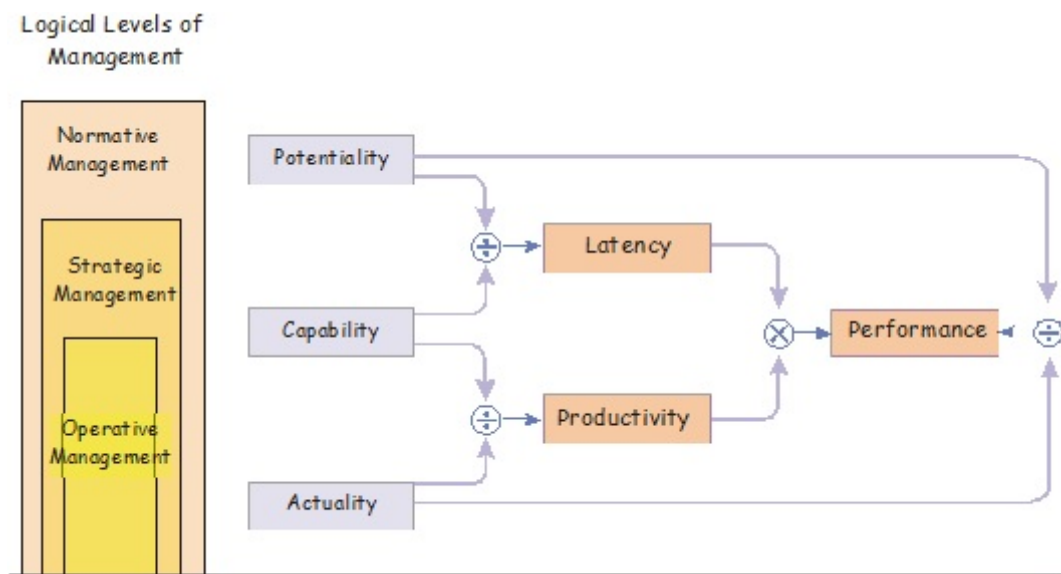 Logical Levels of
Management
Normative
Management
Strategic
Management
Operative
Management
Potentiality
Capability
Actuality
Latency
Productivity
Performance